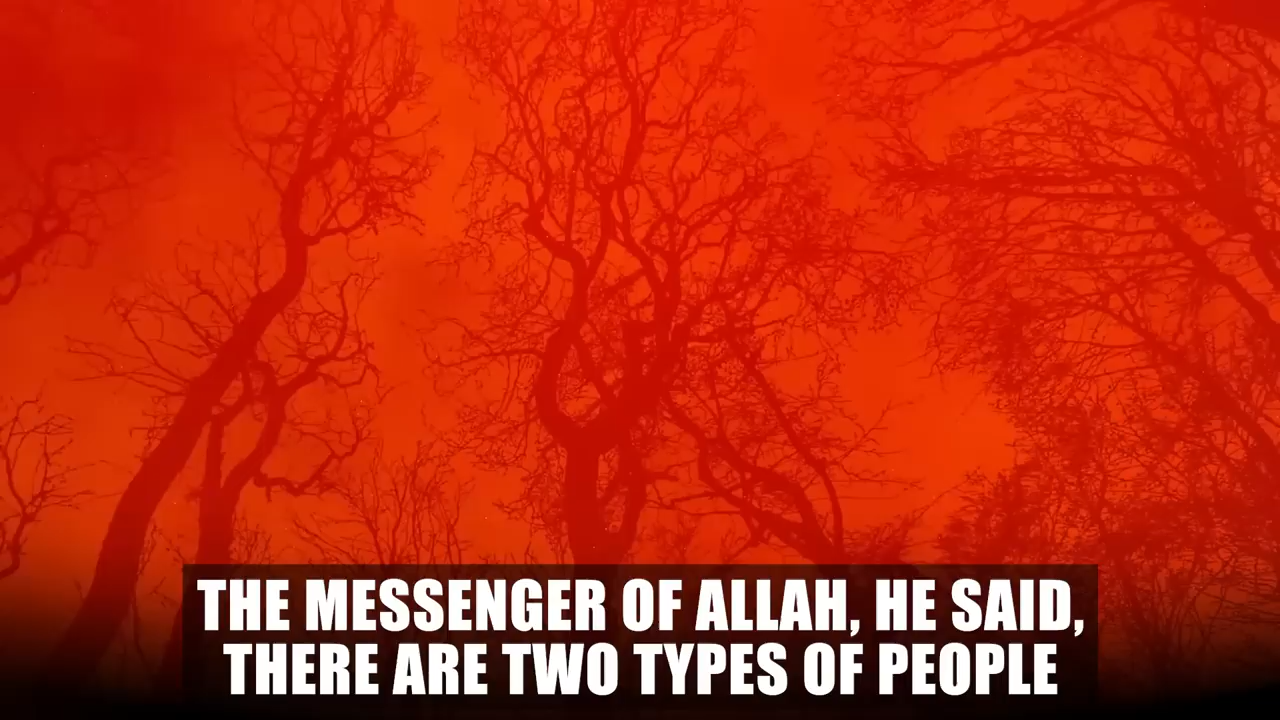 THE MESSENGER OF ALLAH, HE SAID,
THERE ARE TWO TYPES OF PEOPLE